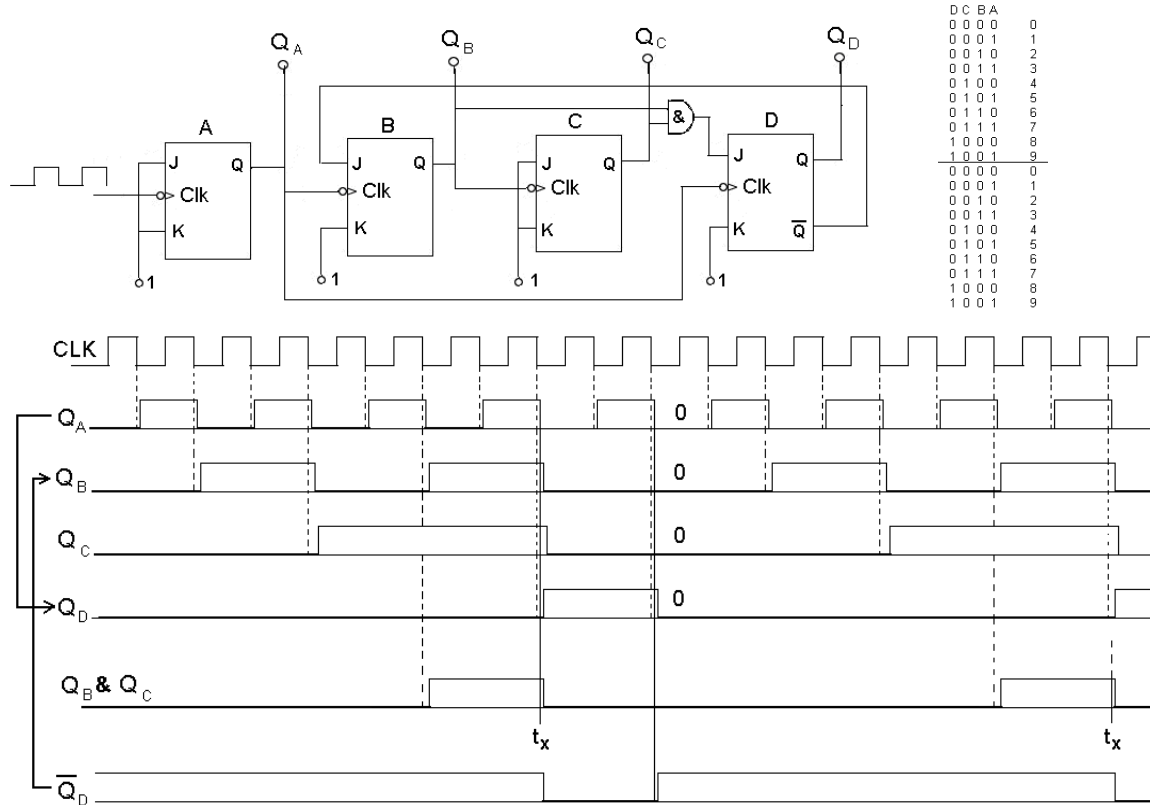 Q A
Q B
Q C
Q D
A
B
C
D
&
J Q
Clk
K
1
J Q
Clk
K
1
J Q
Clk
K
1
J Q
Clk
K Q̅
1
D C B A
0 0 0 0 0
0 0 0 1 1
0 0 1 0 2
0 0 1 1 3
0 1 0 0 4
0 1 0 1 5
0 1 1 0 6
0 1 1 1 7
1 0 0 0 8
1 0 0 1 9
0 0 0 0 0
0 0 0 1 1
0 0 1 0 2
0 0 1 1 3
0 1 0 0 4
0 1 0 1 5
0 1 1 0 6
0 1 1 1 7
1 0 0 0 8
1 0 0 1 9
CLK
Q A 0
Q B 0
Q C 0
Q D 0
Q B & Q C
t x t x
Q̅ D